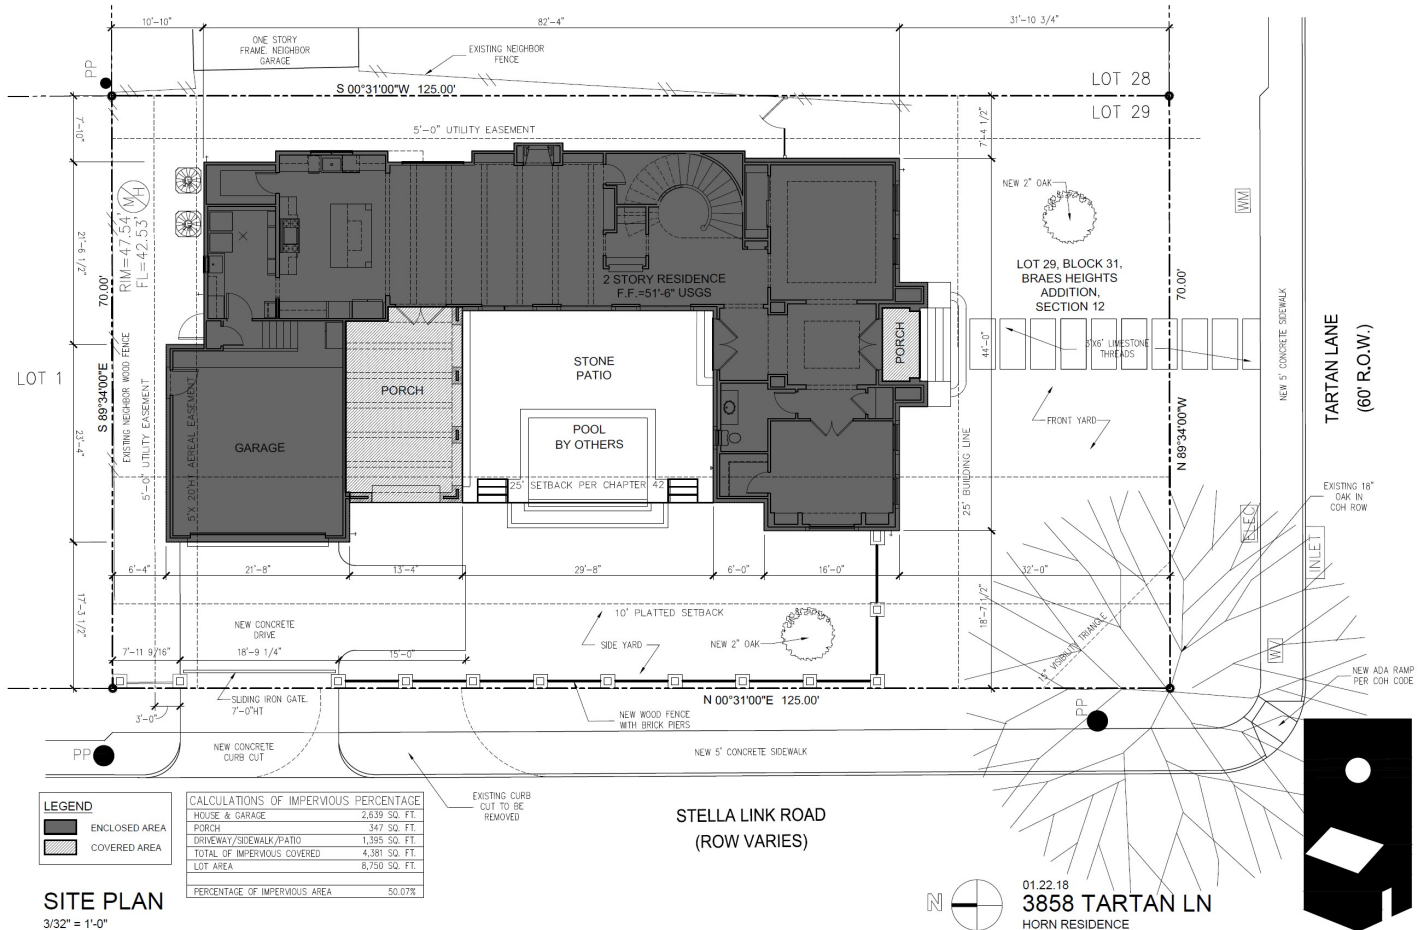 10'-10"
82'-4"
31'-10 3/4"
ONE STORY
FRAME. NEIGHBOR
GARAGE
EXISTING NEIGHBOR
FENCE
PP
S 00°31'00"W 125.00'
LOT 28
LOT 29
7'-10"
5'-0" UTILITY EASEMENT
7'-4 1/2"
NEW 2" OAK
WM
RIM=47.54'
FL=42.53'
M/H
21'-6 1/2"
70.00'
S 89°34'00"E
2 STORY RESIDENCE
F.F.=51'-6" USGS
LOT 29, BLOCK 31,
BRAES HEIGHTS
ADDITION,
SECTION 12
70.00'
N 89°34'00"W
NEW 5' CONCRETE SIDEWALK
TARTAN LANE
(60' R.O.W.)
LOT 1
EXISTING NEIGHBOR WOOD FENCE
5'-0" UTILITY EASEMENT
5'X 20'HT AEREAL EASEMENT
STONE
PATIO
PORCH
PORCH
44'-0"
3'X6' LIMESTONE
THREADS
GARAGE
POOL
BY OTHERS
FRONT YARD
23'-4"
25' SETBACK PER CHAPTER 42
25' BUILDING LINE
EXISTING 18"
OAK IN
COH ROW
ELEC
INLET
6'-4"
21'-8"
13'-4"
29'-8"
6'-0"
16'-0"
32'-0"
17'-3 1/2"
18'-7 1/2"
10' PLATTED SETBACK
NEW CONCRETE
DRIVE
SIDE YARD
NEW 2" OAK
15' VISIBILITY TRIANGLE
WV
7'-11 9/16"
18'-9 1/4"
15'-0"
NEW ADA RAMP
PER COH CODE
SLIDING IRON GATE.
7'-0"HT
3'-0"
NEW WOOD FENCE
WITH BRICK PIERS
N 00°31'00"E 125.00'
PP
PP
NEW CONCRETE
CURB CUT
NEW 5' CONCRETE SIDEWALK
EXISTING CURB
CUT TO BE
REMOVED
STELLA LINK ROAD
(ROW VARIES)
LEGEND
ENCLOSED AREA
COVERED AREA
CALCULATIONS OF IMPERVIOUS PERCENTAGE
HOUSE & GARAGE 2,639 SQ. FT.
PORCH 347 SQ. FT.
DRIVEWAY/SIDEWALK/PATIO 1,395 SQ. FT.
TOTAL OF IMPERVIOUS COVERED 4,381 SQ. FT.
LOT AREA 8,750 SQ. FT.
PERCENTAGE OF IMPERVIOUS AREA 50.07%
SITE PLAN
3/32" = 1'-0"
N
01.22.18
3858 TARTAN LN
HORN RESIDENCE